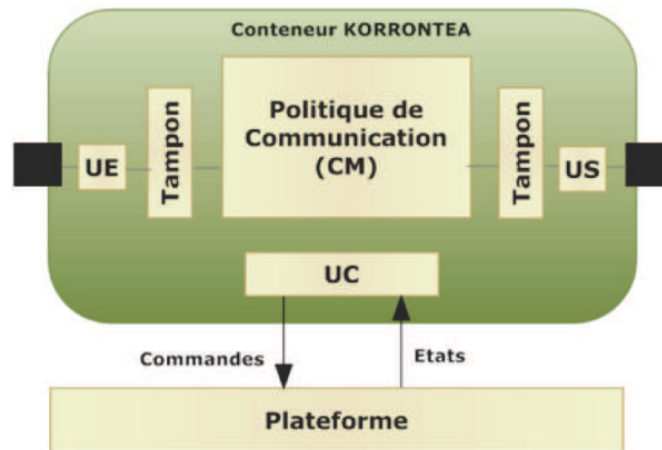 Conteneur KORRONTEA
UE
Tampon
Politique de
Communication
(CM)
Tampon
US
UC
Commandes
Etats
Plateforme